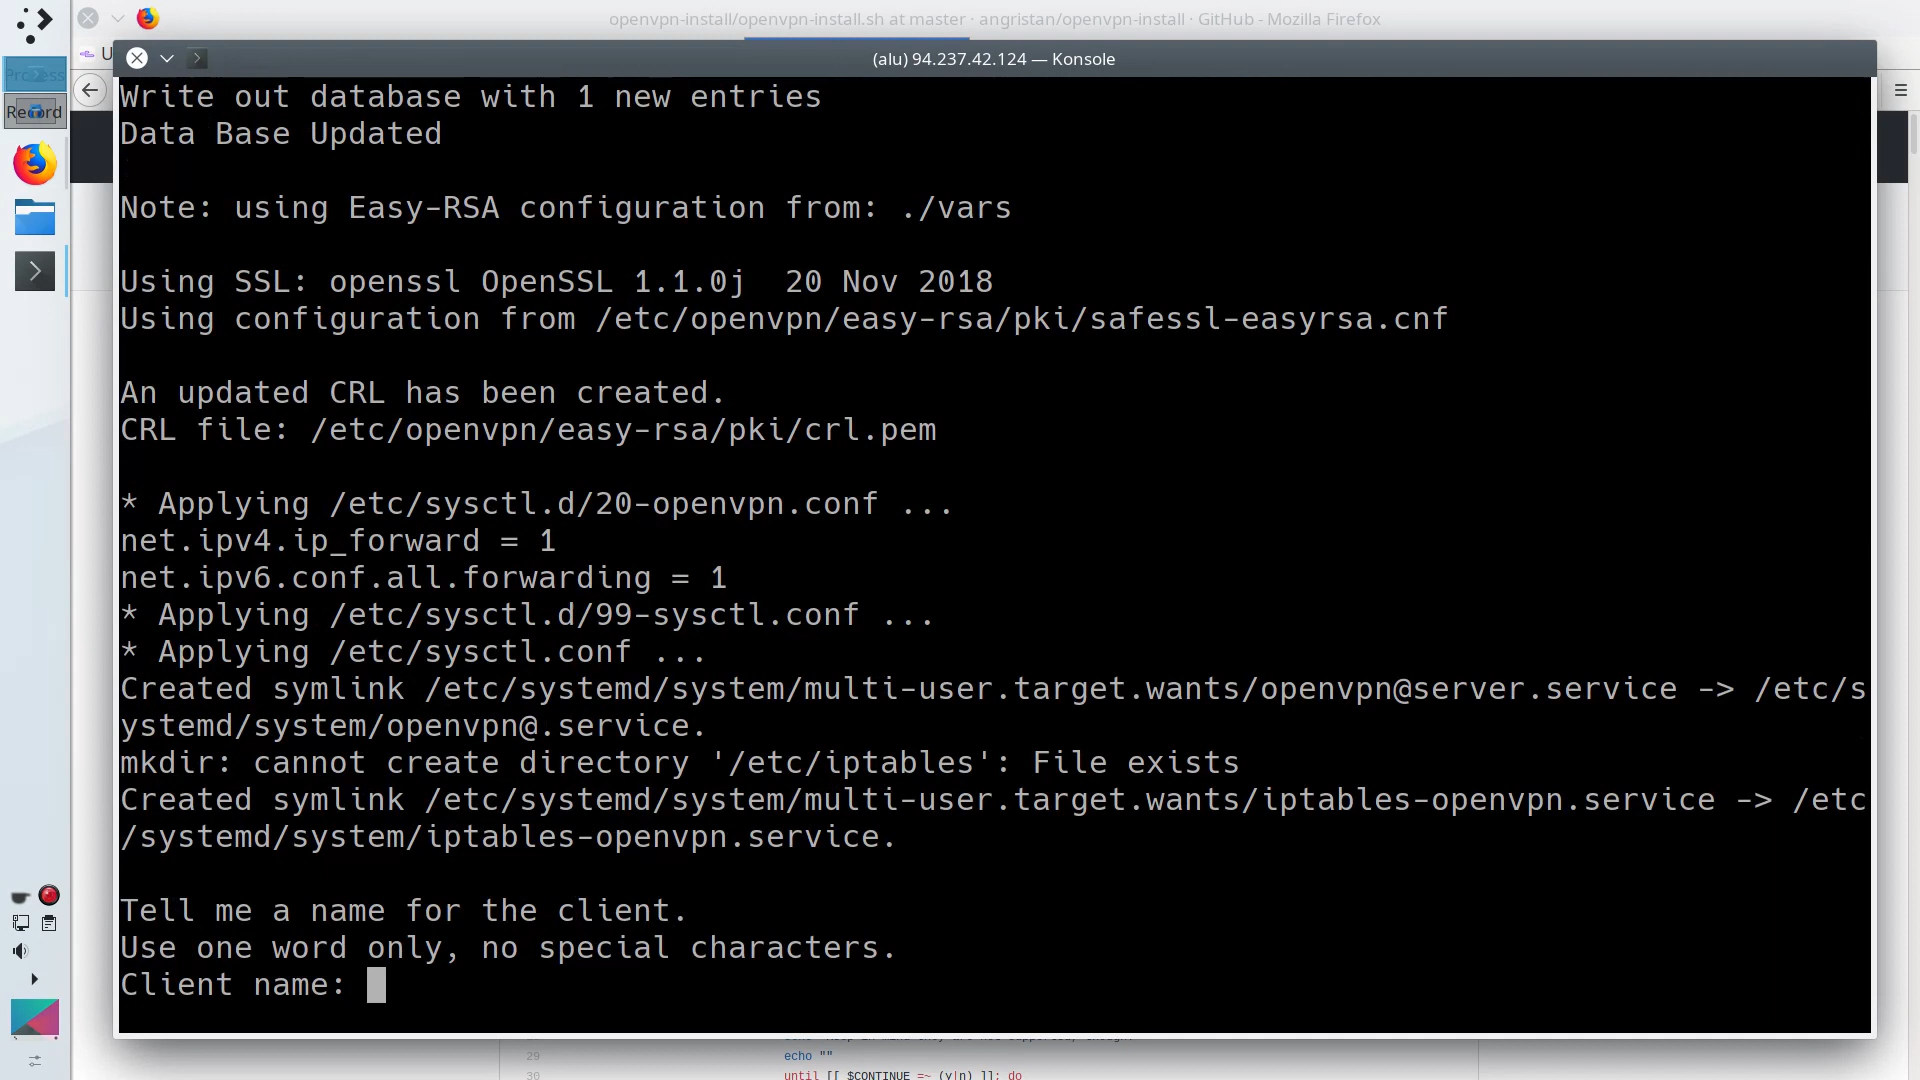 openvpn-install/openvpn-install.sh at master · angristan/openvpn-install · GitHub - Mozilla Firefox
U
(alu) 94.237.42.124 — Konsole
Record
Write out database with 1 new entries
Data Base Updated
Note: using Easy-RSA configuration from: ./vars
Using SSL: openssl OpenSSL 1.1.0j  20 Nov 2018
Using configuration from /etc/openvpn/easy-rsa/pki/safessl-easyrsa.cnf
An updated CRL has been created.
CRL file: /etc/openvpn/easy-rsa/pki/crl.pem
* Applying /etc/sysctl.d/20-openvpn.conf ...
net.ipv4.ip_forward = 1
net.ipv6.conf.all.forwarding = 1
* Applying /etc/sysctl.d/99-sysctl.conf ...
* Applying /etc/sysctl.conf ...
Created symlink /etc/systemd/system/multi-user.target.wants/openvpn@server.service -> /etc/s
ystemd/system/openvpn@.service.
mkdir: cannot create directory '/etc/iptables': File exists
Created symlink /etc/systemd/system/multi-user.target.wants/iptables-openvpn.service -> /etc
/systemd/system/iptables-openvpn.service.
Tell me a name for the client.
Use one word only, no special characters.
Client name:
29 echo ""
30 until [[ $CONTINUE =~ (y|n) ]]; do